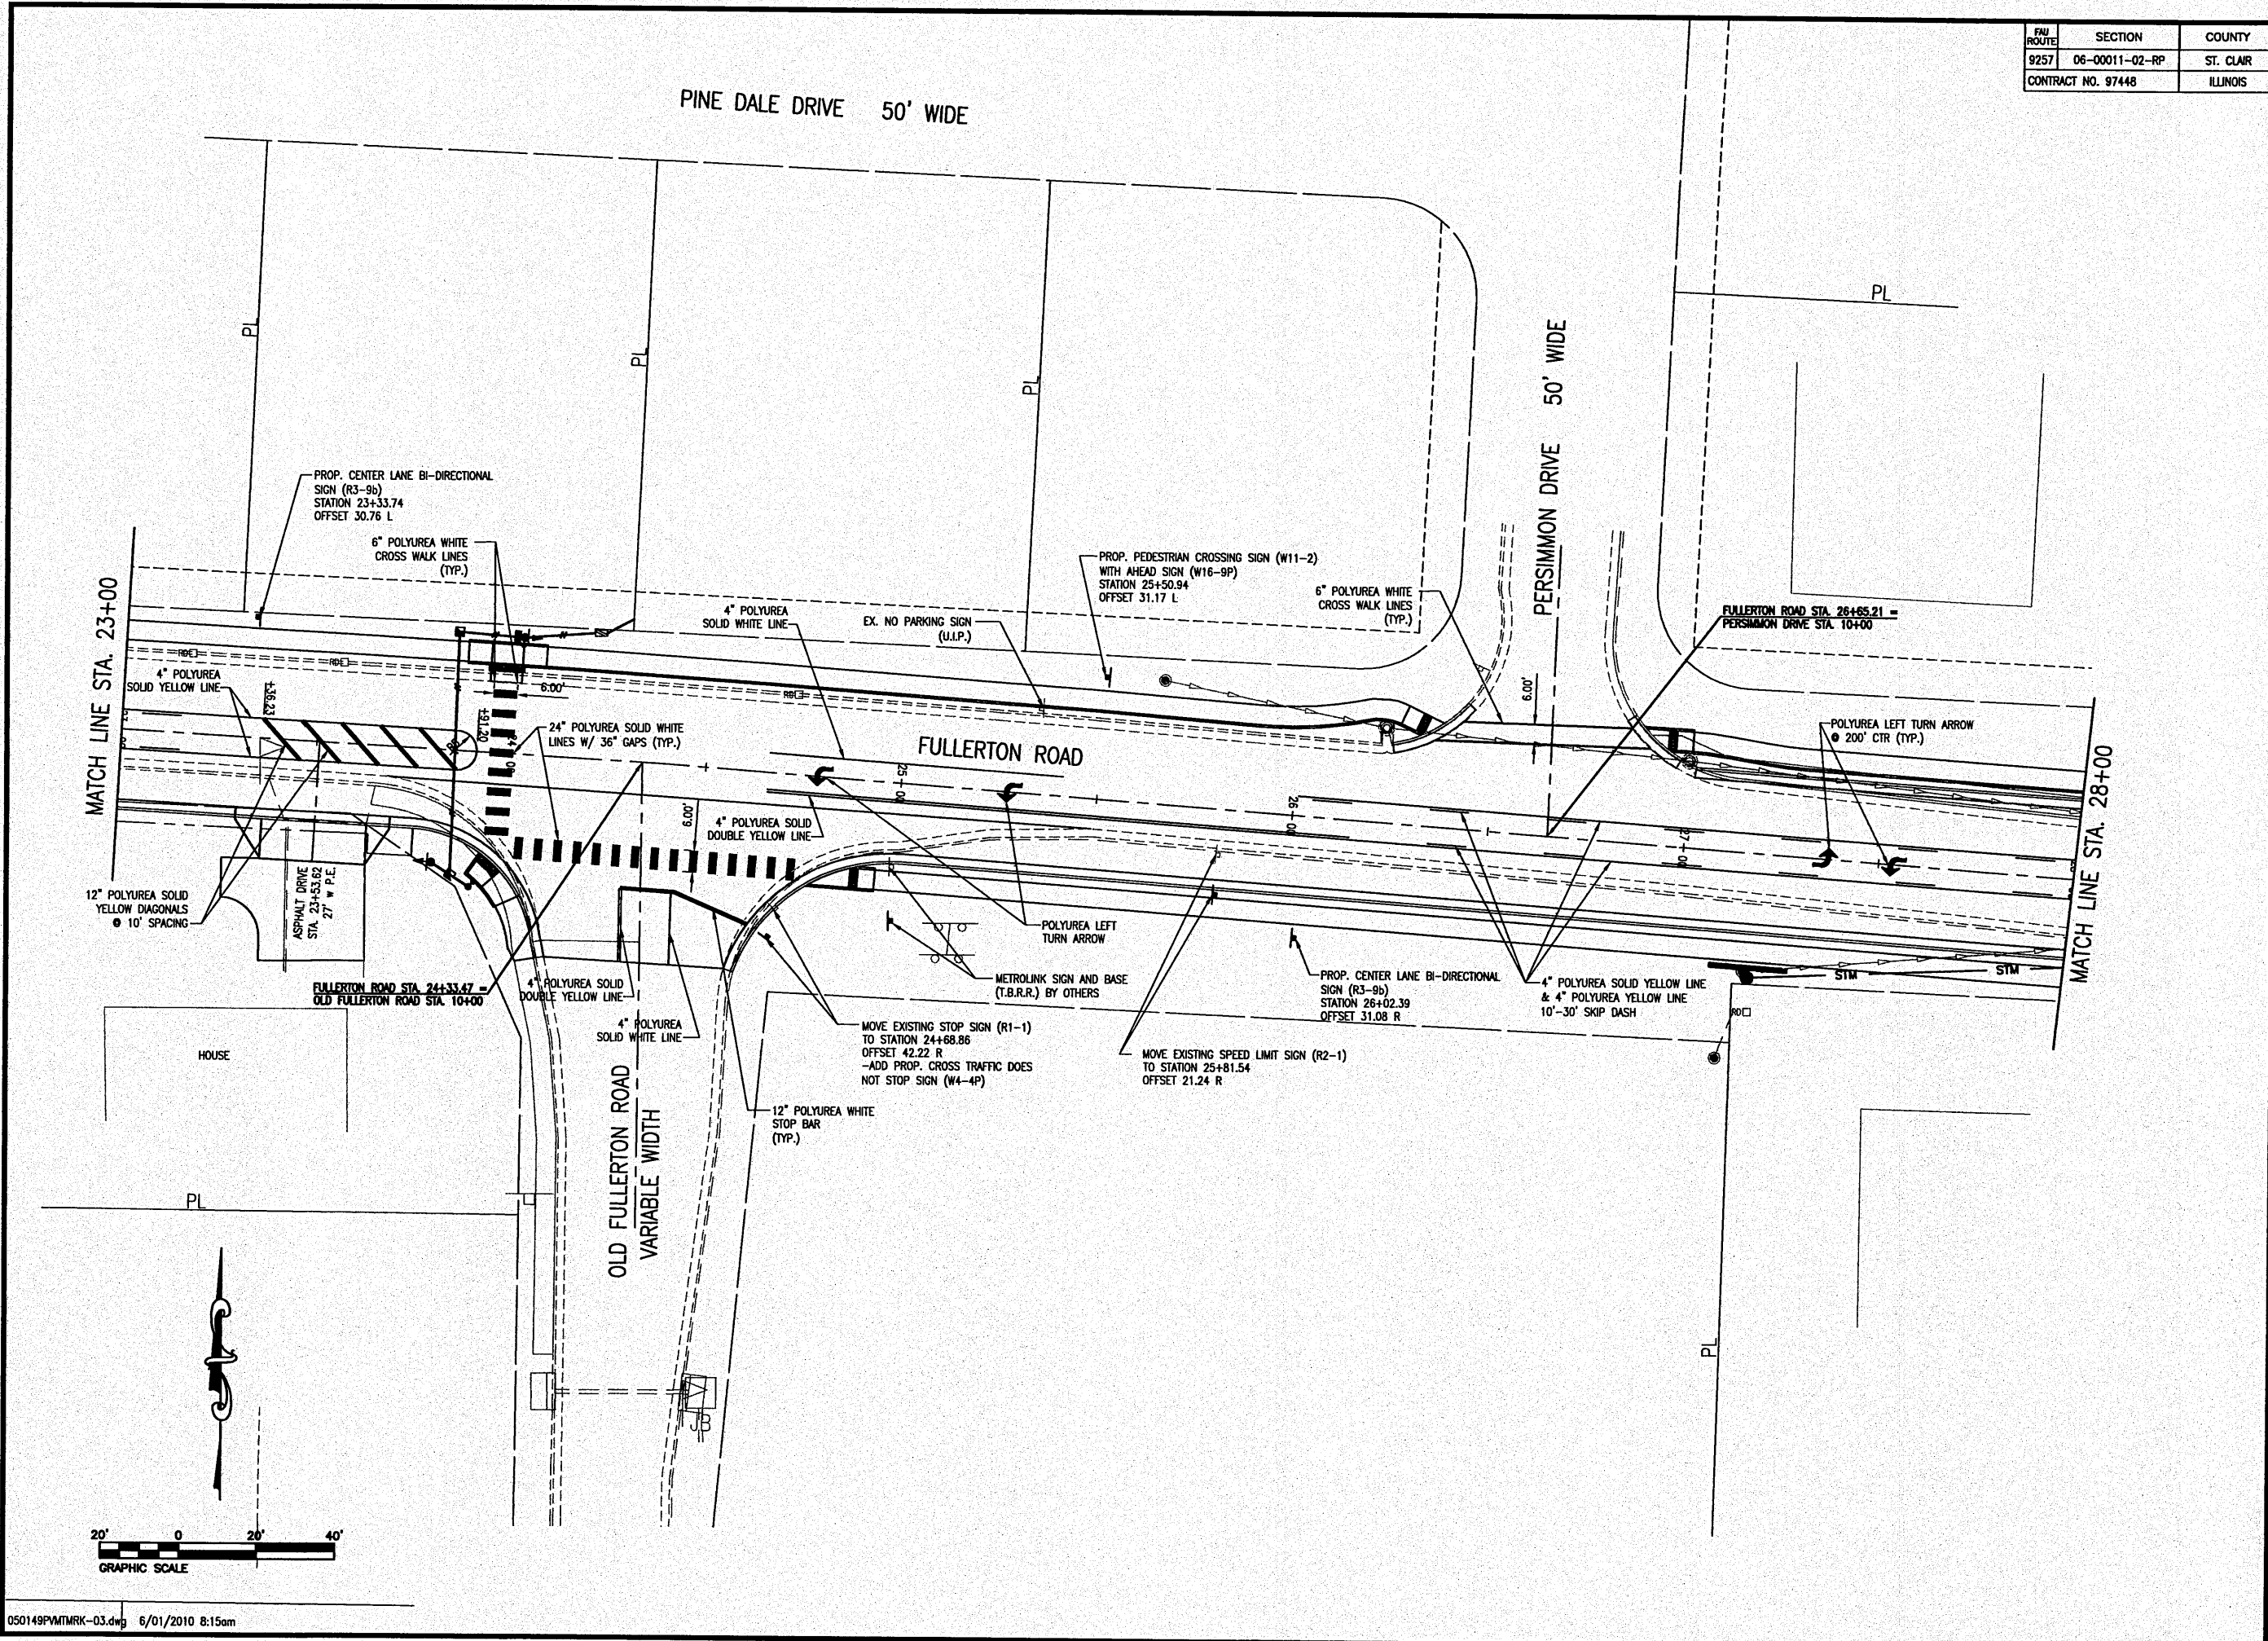 FAU ROUTE
SECTION
COUNTY
9257
06-00011-02-RP
ST. CLAIR
CONTRACT NO. 97448
ILLINOIS
PINE DALE DRIVE 50' WIDE
PL
PL
PL
PL
PERSIMMON DRIVE 50' WIDE
PROP. CENTER LANE BI-DIRECTIONAL
SIGN (R3-9b)
STATION 23+33.74
OFFSET 30.76 L
6" POLYUREA WHITE
CROSS WALK LINES
(TYP.)
PROP. PEDESTRIAN CROSSING SIGN (W11-2)
WITH AHEAD SIGN (W16-9P)
STATION 25+50.94
OFFSET 31.17 L
6" POLYUREA WHITE
CROSS WALK LINES
(TYP.)
4" POLYUREA
SOLID WHITE LINE
EX. NO PARKING SIGN
(U.I.P.)
FULLERTON ROAD STA. 26+65.21 =
PERSIMMON DRIVE STA. 10+00
MATCH LINE STA. 23+00
4" POLYUREA
SOLID YELLOW LINE
+36.23
+91.20
6.00'
6.00'
6.00'
24" POLYUREA SOLID WHITE
LINES W/ 36" GAPS (TYP.)
FULLERTON ROAD
POLYUREA LEFT TURN ARROW
@ 200' CTR (TYP.)
MATCH LINE STA. 28+00
24+00
25+00
26+00
27+00
4" POLYUREA SOLID
DOUBLE YELLOW LINE
12" POLYUREA SOLID
YELLOW DIAGONALS
@ 10' SPACING
ASPHALT DRIVE
STA. 23+53.62
27' w P.E.
POLYUREA LEFT
TURN ARROW
METROLINK SIGN AND BASE
(T.B.R.R.) BY OTHERS
PROP. CENTER LANE BI-DIRECTIONAL
SIGN (R3-9b)
STATION 26+02.39
OFFSET 31.08 R
4" POLYUREA SOLID YELLOW LINE
& 4" POLYUREA YELLOW LINE
10'-30' SKIP DASH
STM
STM
FULLERTON ROAD STA. 24+33.47 =
OLD FULLERTON ROAD STA. 10+00
4" POLYUREA SOLID
DOUBLE YELLOW LINE
4" POLYUREA
SOLID WHITE LINE
MOVE EXISTING STOP SIGN (R1-1)
TO STATION 24+68.86
OFFSET 42.22 R
-ADD PROP. CROSS TRAFFIC DOES
NOT STOP SIGN (W4-4P)
MOVE EXISTING SPEED LIMIT SIGN (R2-1)
TO STATION 25+81.54
OFFSET 21.24 R
12" POLYUREA WHITE
STOP BAR
(TYP.)
HOUSE
OLD FULLERTON ROAD
VARIABLE WIDTH
PL
PL
JB
20' 0 20' 40'
GRAPHIC SCALE
050149PVMTMRK-03.dwg 6/01/2010 8:15am